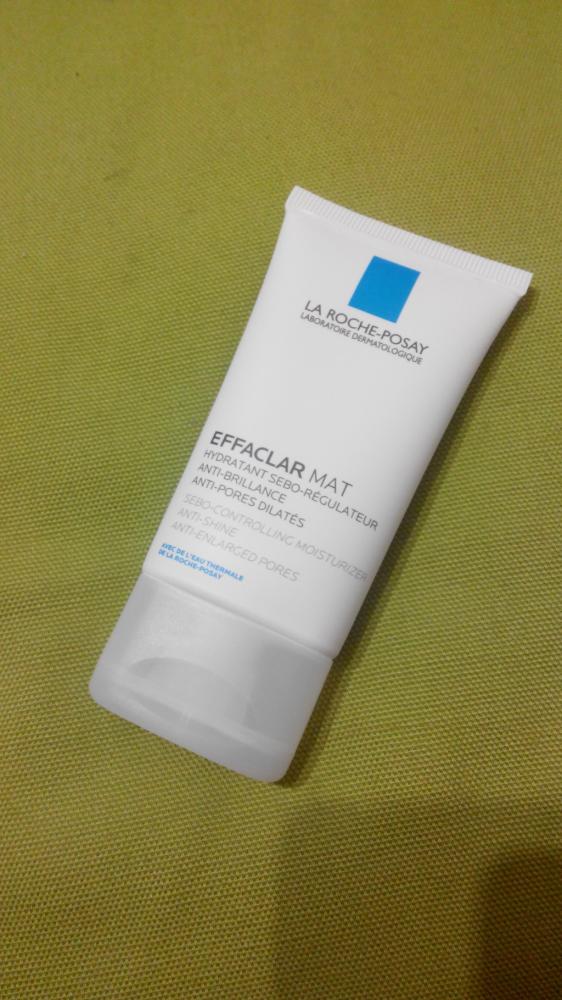 LA ROCHE-POSAY
LABORATOIRE DERMATOLOGIQUE
EFFACLAR MAT
HYDRATANT SEBO-RÉGULATEUR
ANTI-BRILLANCE
ANTI-PORES DILATÉS
SEBO-CONTROLLING MOISTURIZER
ANTI-SHINE
ANTI-ENLARGED PORES
AVEC DE L'EAU THERMALE
DE LA ROCHE-POSAY